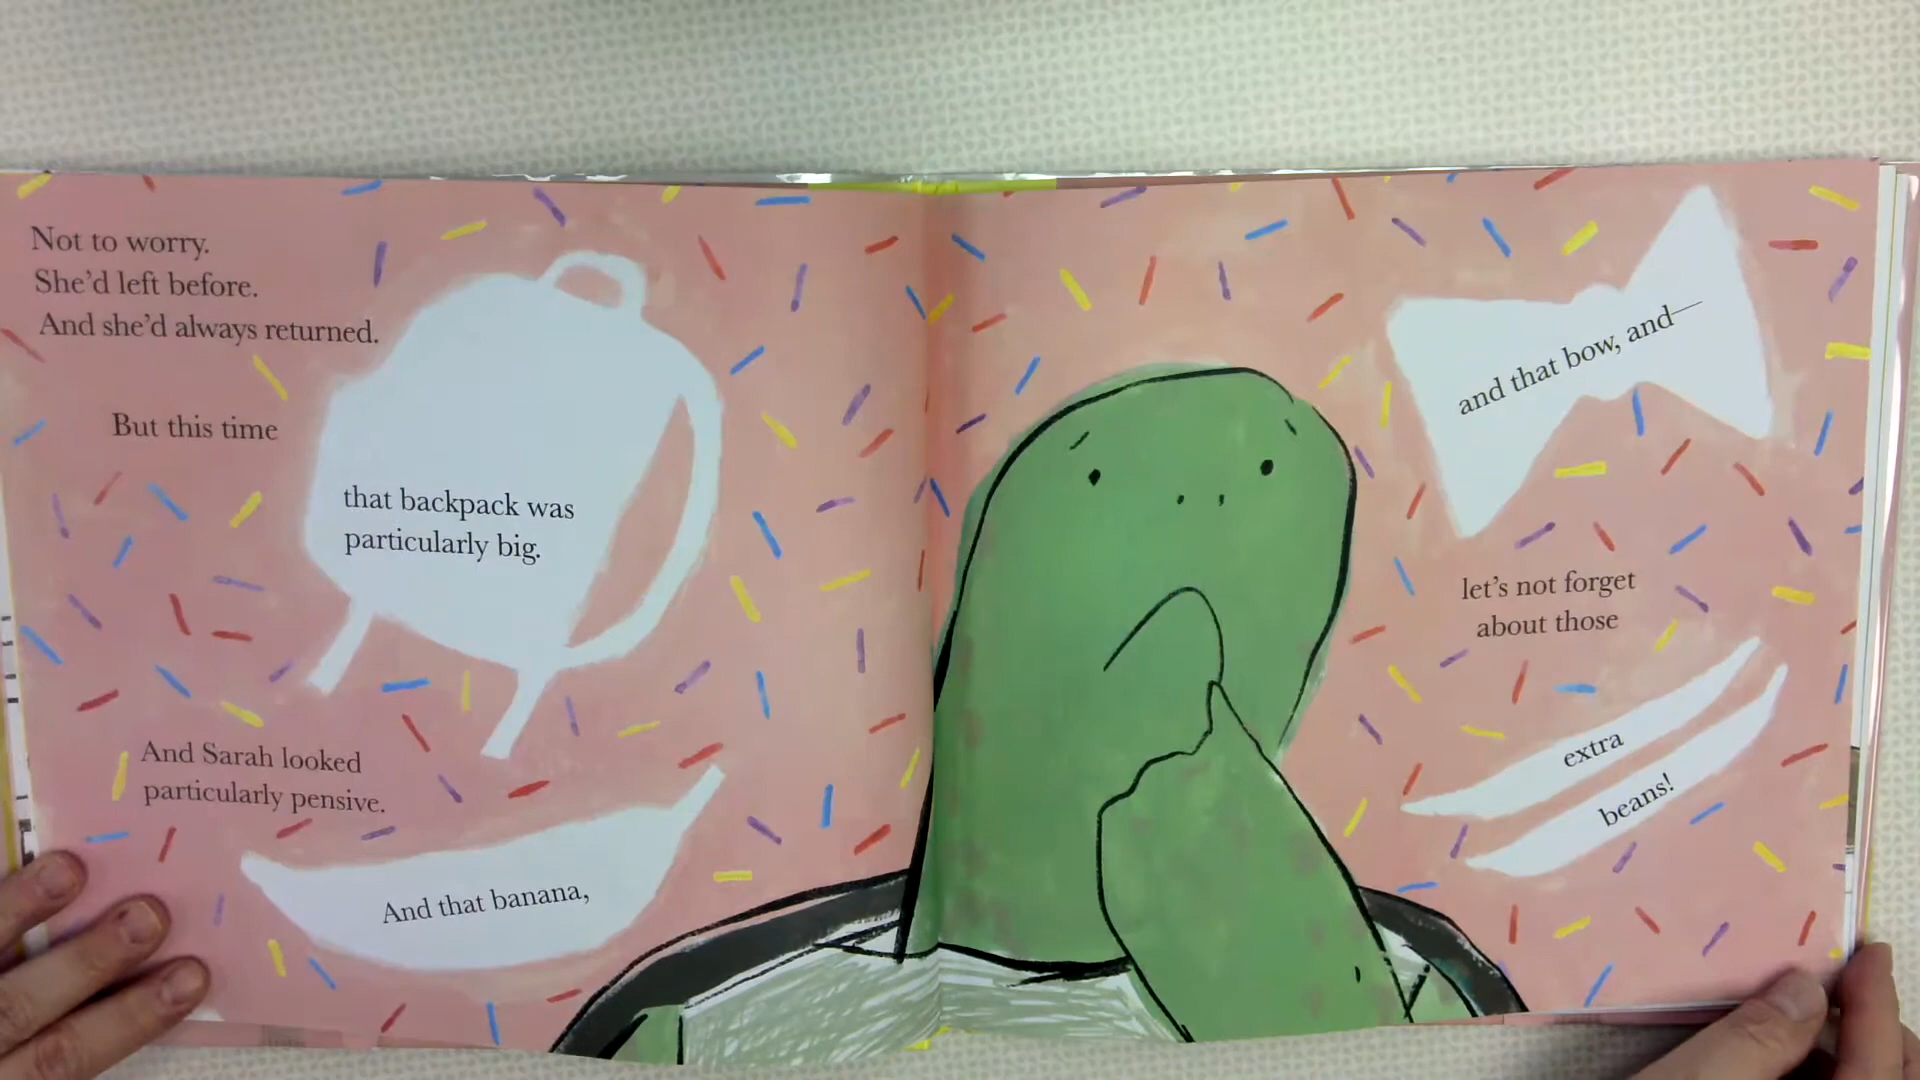 Not to worry.
She'd left before.
And she'd always returned.
But this time
that backpack was
particularly big.
And Sarah looked
particularly pensive.
And that banana,
and that bow, and—
let's not forget
about those
extra
beans!